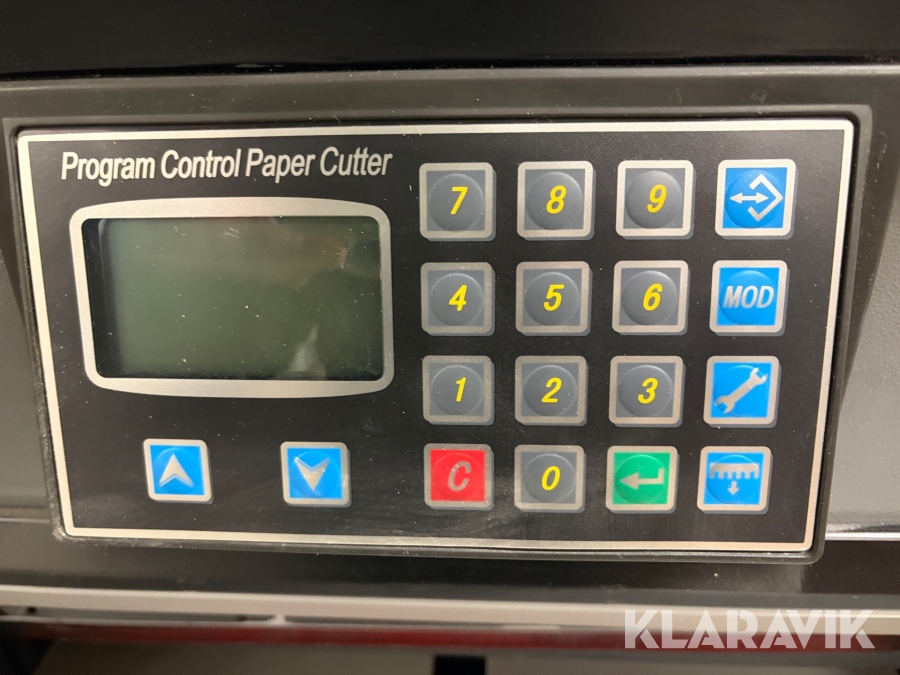 Program Control Paper Cutter
7 8 9
4 5 6 MOD
1 2 3
C 0
KLARAVIK